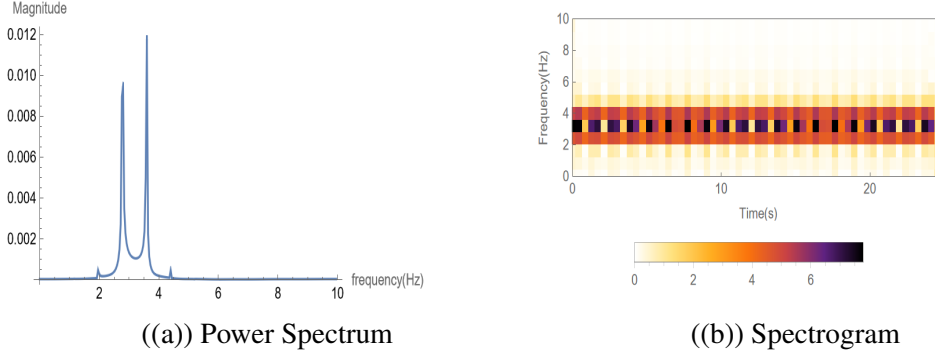 Magnitude
0.012
0.010
0.008
0.006
0.004
0.002
2 4 6 8 10
frequency(Hz)
((a)) Power Spectrum
10
8
6
4
2
0
Frequency(Hz)
0 10 20
Time(s)
0 2 4 6
((b)) Spectrogram